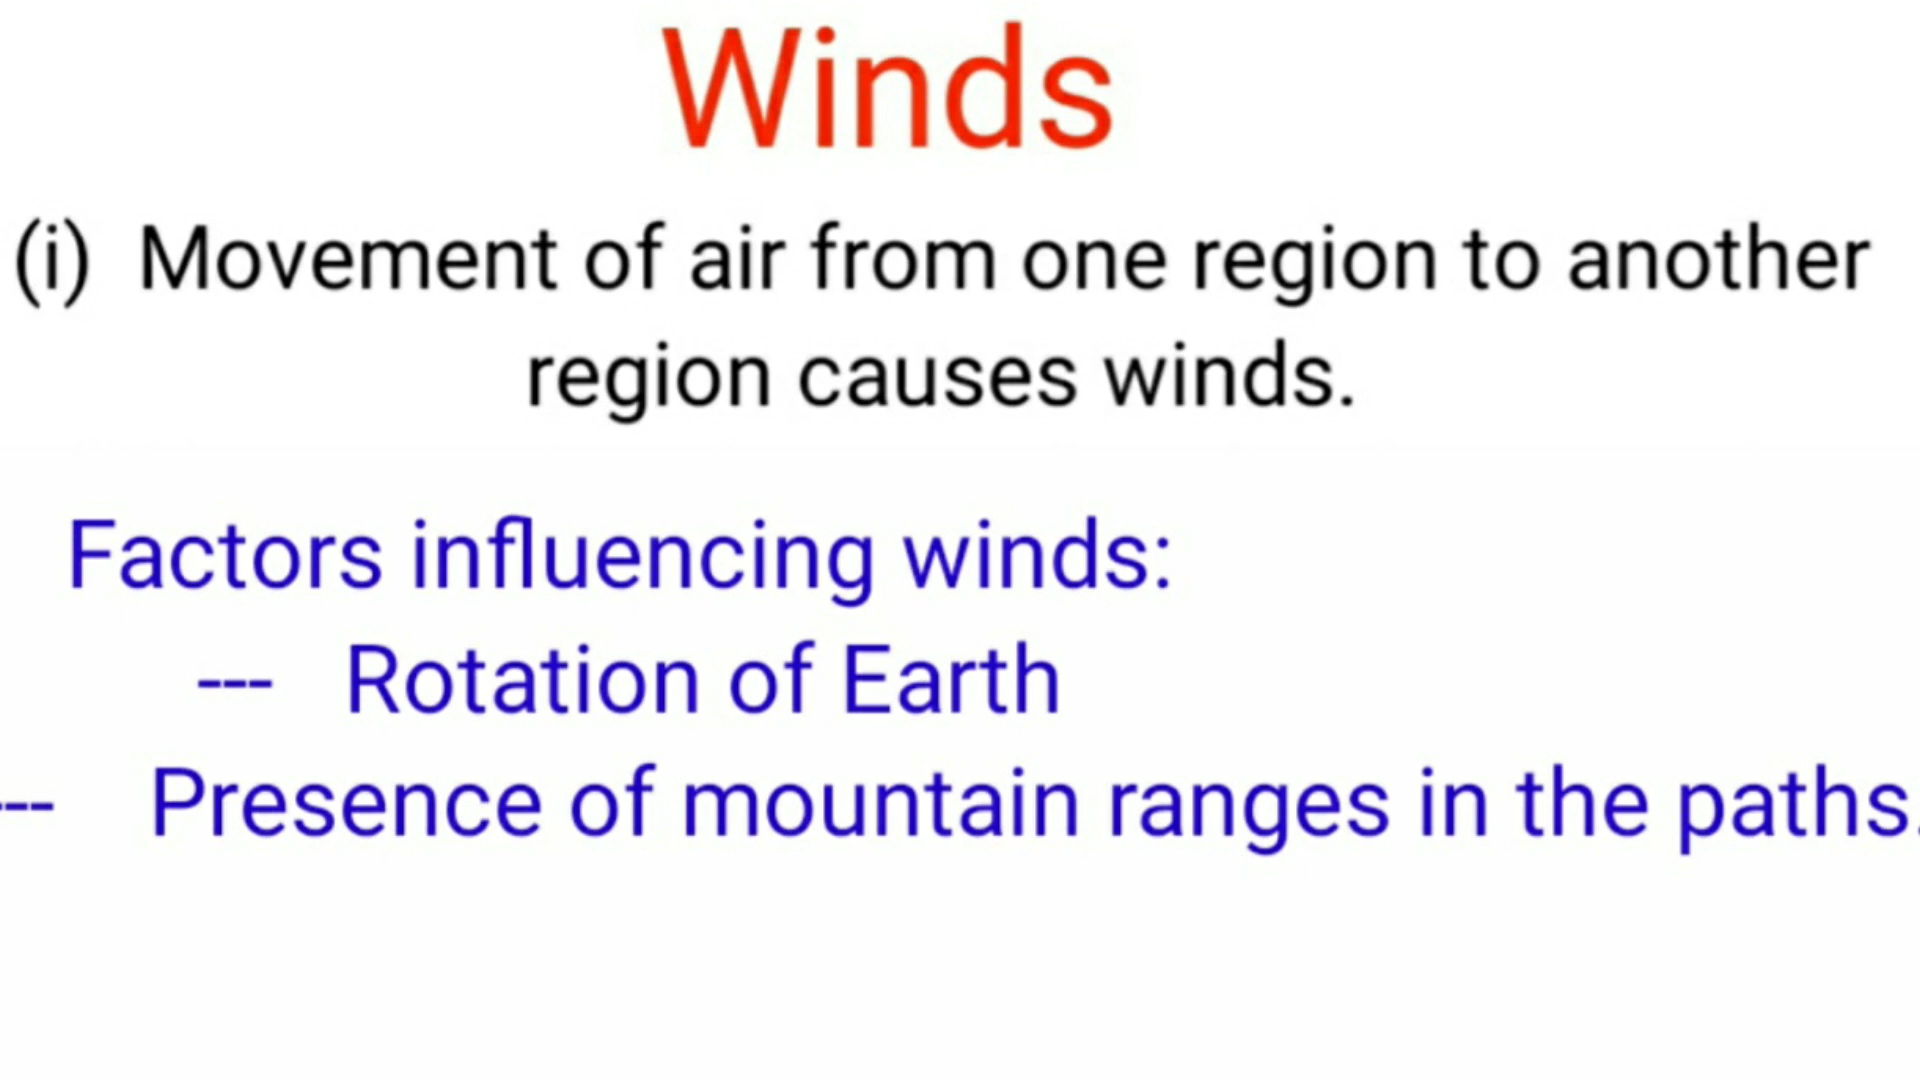 Winds
(i) Movement of air from one region to another
region causes winds.
Factors influencing winds:
--- Rotation of Earth
--- Presence of mountain ranges in the paths.